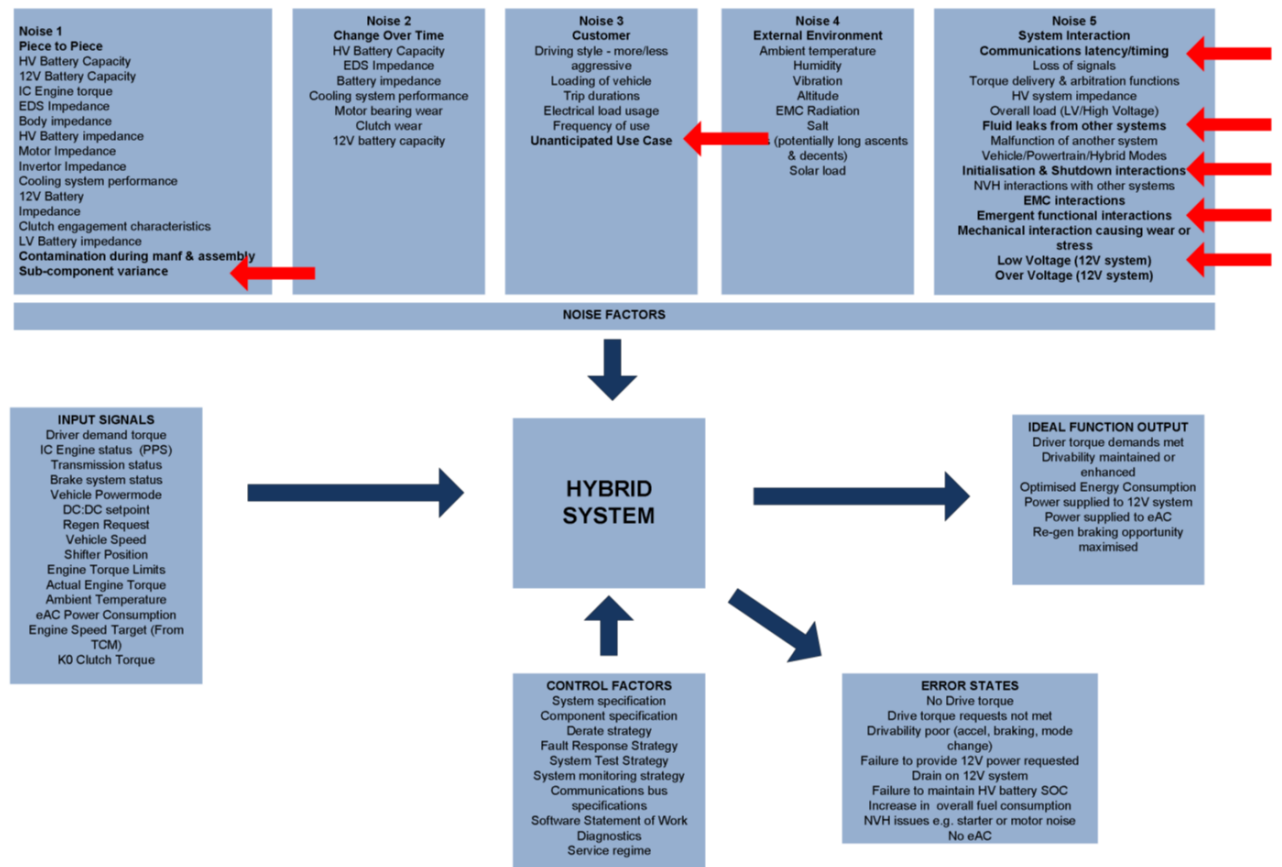 Noise 1
Piece to Piece
HV Battery Capacity
12V Battery Capacity
IC Engine torque
EDS Impedance
Body impedance
HV Battery impedance
Motor Impedance
Invertor Impedance
Cooling system performance
12V Battery
Impedance
Clutch engagement characteristics
LV Battery impedance
Contamination during manf & assembly
Sub-component variance
Noise 2
Change Over Time
HV Battery Capacity
EDS Impedance
Battery impedance
Cooling system performance
Motor bearing wear
Clutch wear
12V battery capacity
Noise 3
Customer
Driving style - more/less
aggressive
Loading of vehicle
Trip durations
Electrical load usage
Frequency of use
Unanticipated Use Case
Noise 4
External Environment
Ambient temperature
Humidity
Vibration
Altitude
EMC Radiation
Salt
(potentially long ascents
& decents)
Solar load
Noise 5
System Interaction
Communications latency/timing
Loss of signals
Torque delivery & arbitration functions
HV system impedance
Overall load (LV/High Voltage)
Fluid leaks from other systems
Malfunction of another system
Vehicle/Powertrain/Hybrid Modes
Initialisation & Shutdown interactions
NVH interactions with other systems
EMC interactions
Emergent functional interactions
Mechanical interaction causing wear or
stress
Low Voltage (12V system)
Over Voltage (12V system)
NOISE FACTORS
INPUT SIGNALS
Driver demand torque
IC Engine status (PPS)
Transmission status
Brake system status
Vehicle Powermode
DC:DC setpoint
Regen Request
Vehicle Speed
Shifter Position
Engine Torque Limits
Actual Engine Torque
Ambient Temperature
eAC Power Consumption
Engine Speed Target (From
TCM)
K0 Clutch Torque
HYBRID
SYSTEM
IDEAL FUNCTION OUTPUT
Driver torque demands met
Drivability maintained or
enhanced
Optimised Energy Consumption
Power supplied to 12V system
Power supplied to eAC
Re-gen braking opportunity
maximised
CONTROL FACTORS
System specification
Component specification
Derate strategy
Fault Response Strategy
System Test Strategy
System monitoring strategy
Communications bus
specifications
Software Statement of Work
Diagnostics
Service regime
ERROR STATES
No Drive torque
Drive torque requests not met
Drivability poor (accel, braking, mode
change)
Failure to provide 12V power requested
Drain on 12V system
Failure to maintain HV battery SOC
Increase in overall fuel consumption
NVH issues e.g. starter or motor noise
No eAC